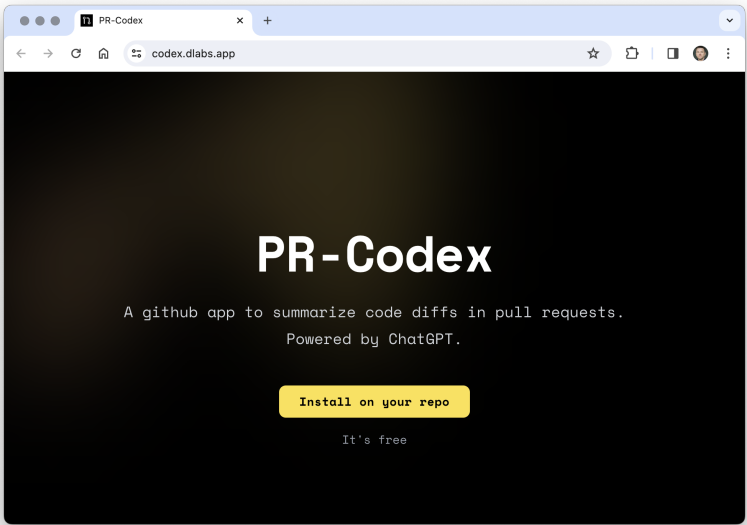 PR-Codex
codex.dlabs.app
PR-Codex
A github app to summarize code diffs in pull requests.
Powered by ChatGPT.
Install on your repo
It's free